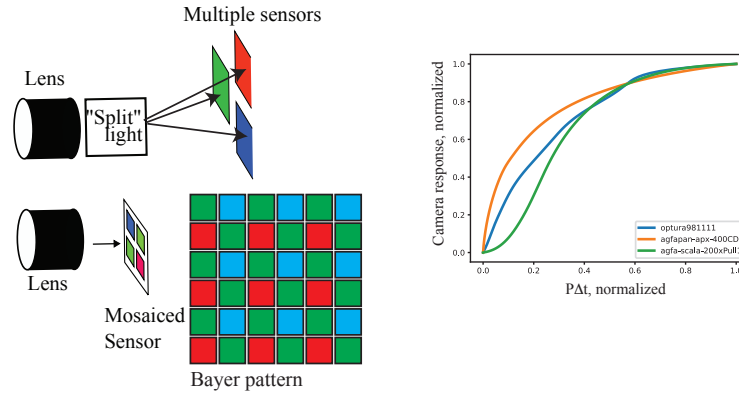 Multiple sensors
Lens
"Split"
light
Lens
Mosaiced
Sensor
Bayer pattern
Camera response, normalized
1.0
0.8
0.6
0.4
0.2
0.0
0.0
0.2
0.4
0.6
0.8
1.0
optura981111
agfapan-apx-400CD
agfa-scala-200xPull1
PΔt, normalized